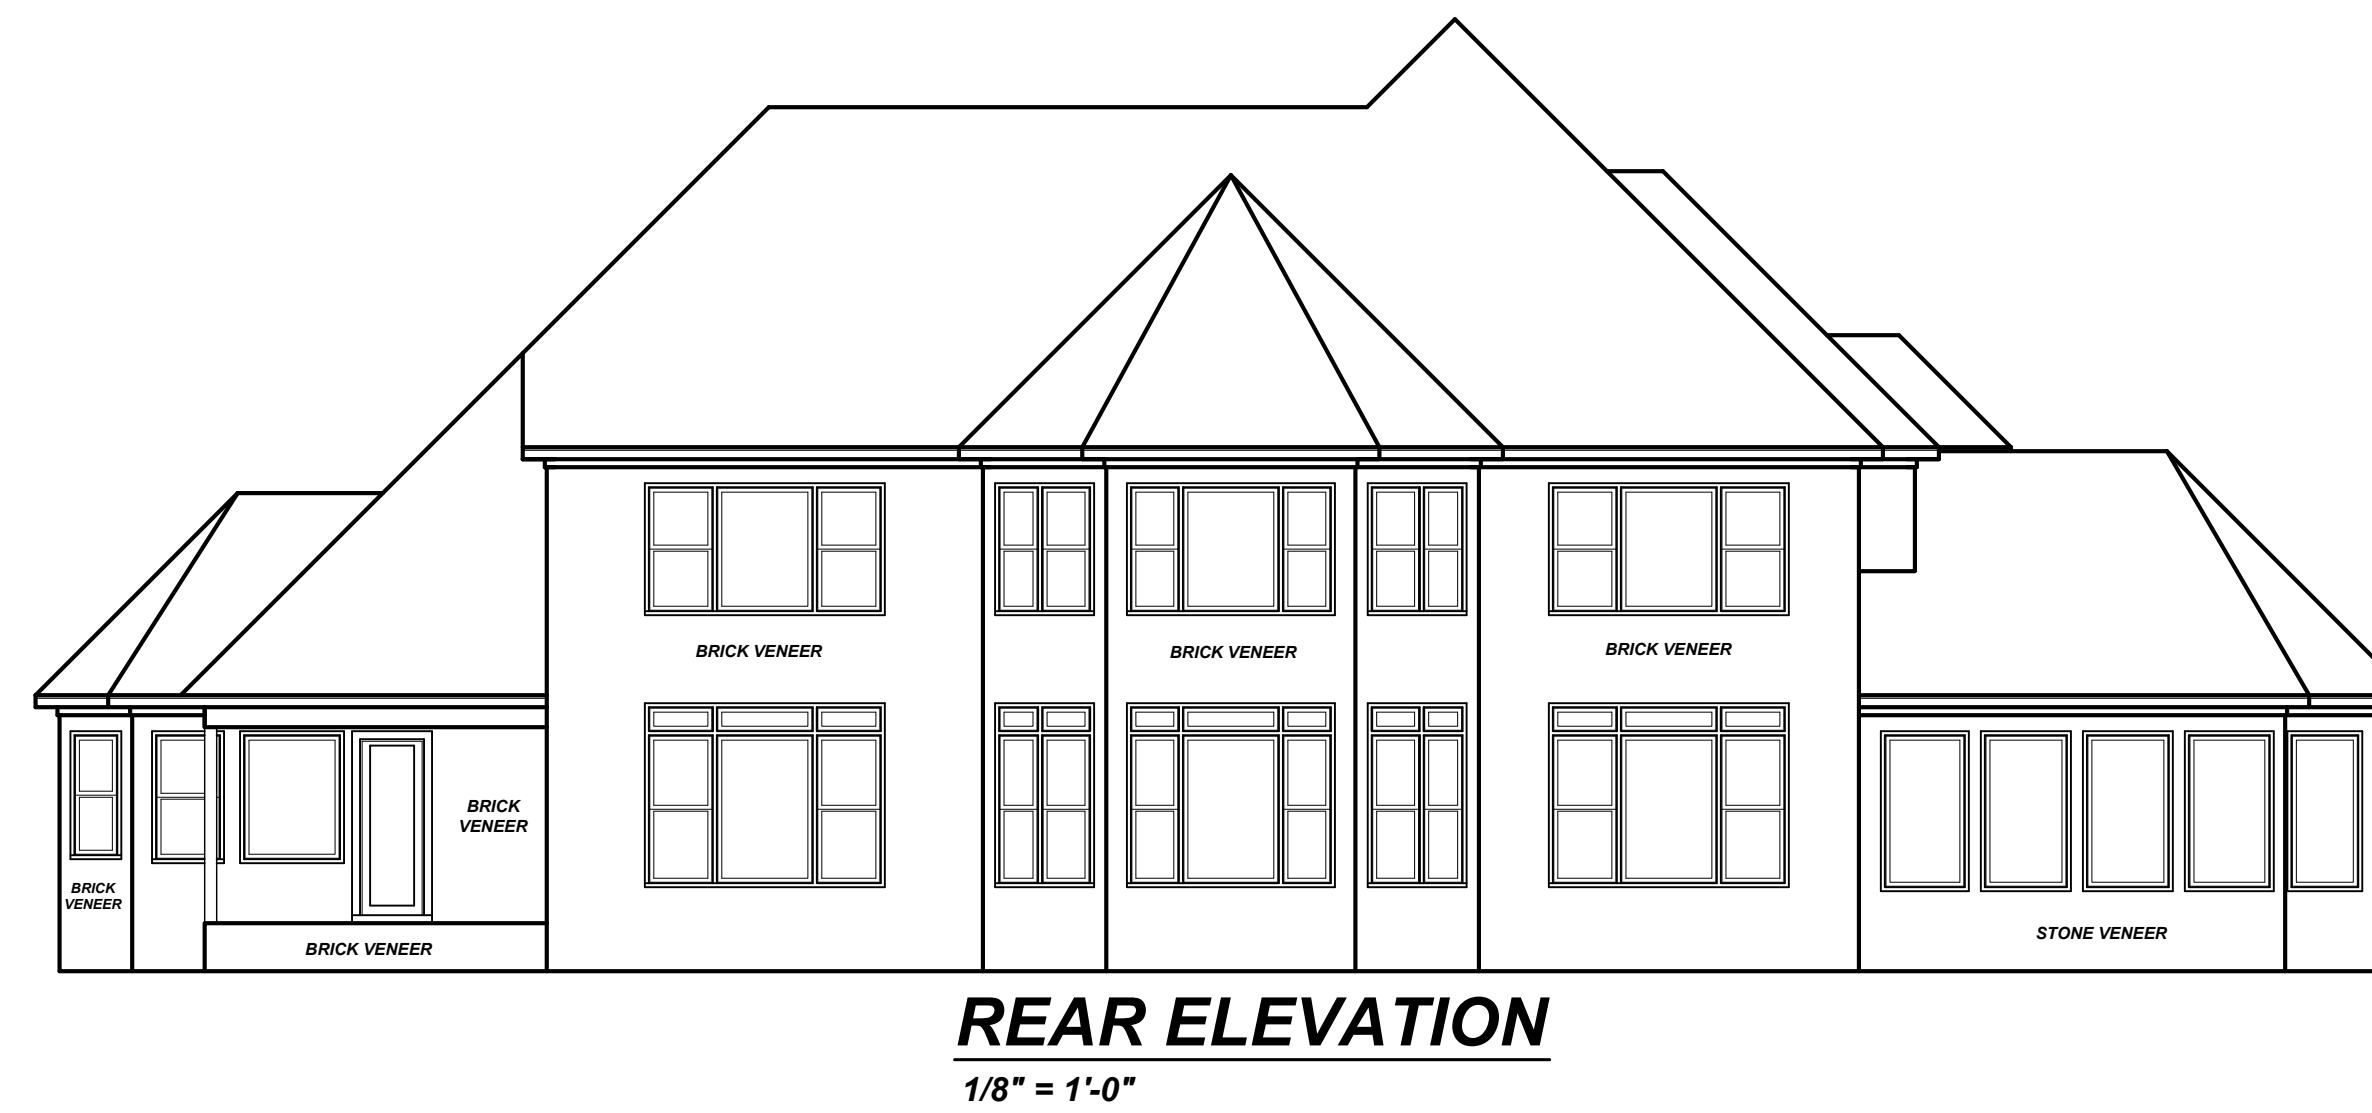 BRICK VENEER
BRICK VENEER
BRICK VENEER
BRICK
VENEER
BRICK
VENEER
BRICK VENEER
STONE VENEER
REAR ELEVATION
1/8" = 1'-0"